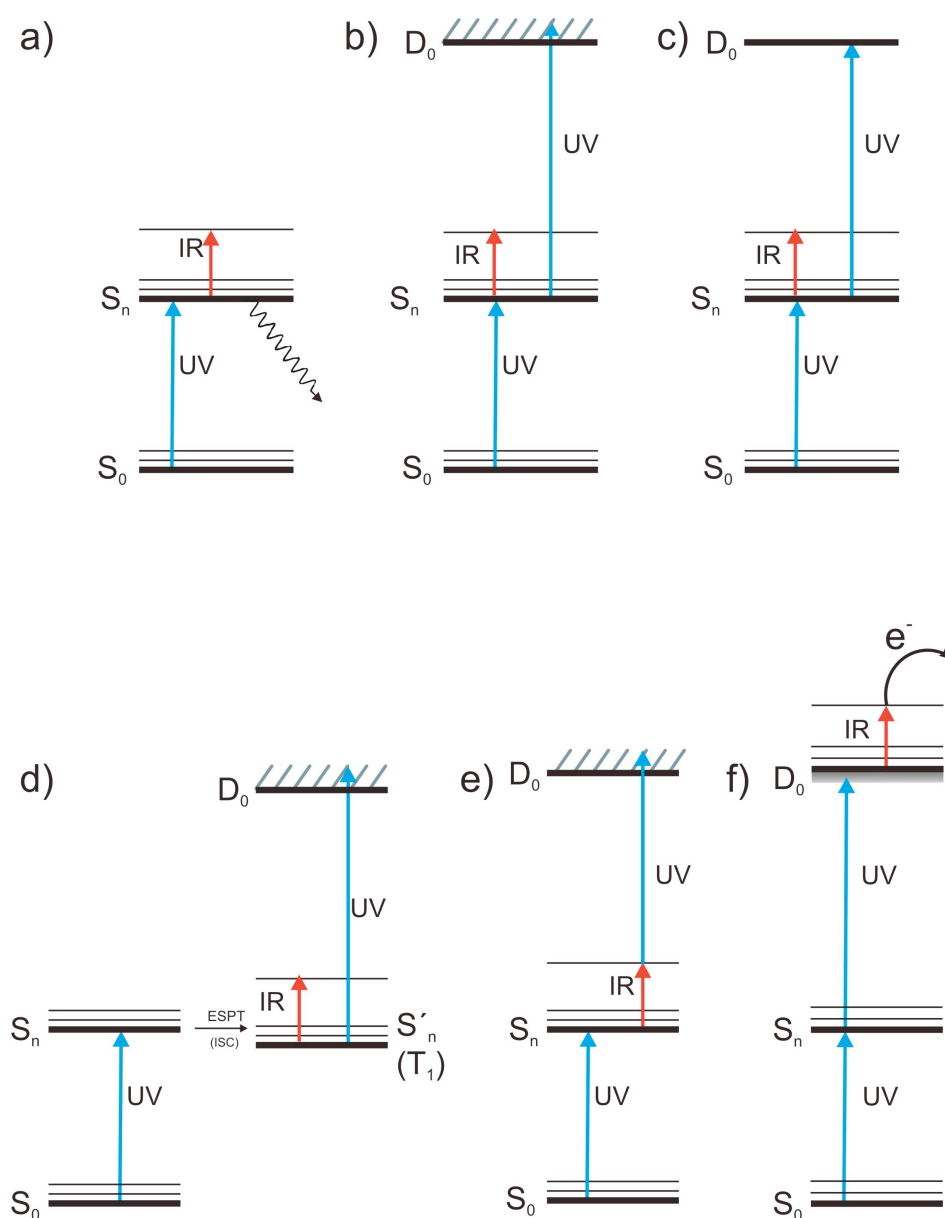 a)
IR
Sₙ
UV
S₀
b)
D₀
UV
IR
Sₙ
UV
S₀
c)
D₀
UV
IR
Sₙ
UV
S₀
d)
D₀
UV
IR
Sₙ
ESPT
(ISC)
S´ₙ
(T₁)
UV
S₀
e)
D₀
UV
IR
Sₙ
UV
S₀
f)
e⁻
IR
D₀
UV
Sₙ
UV
S₀